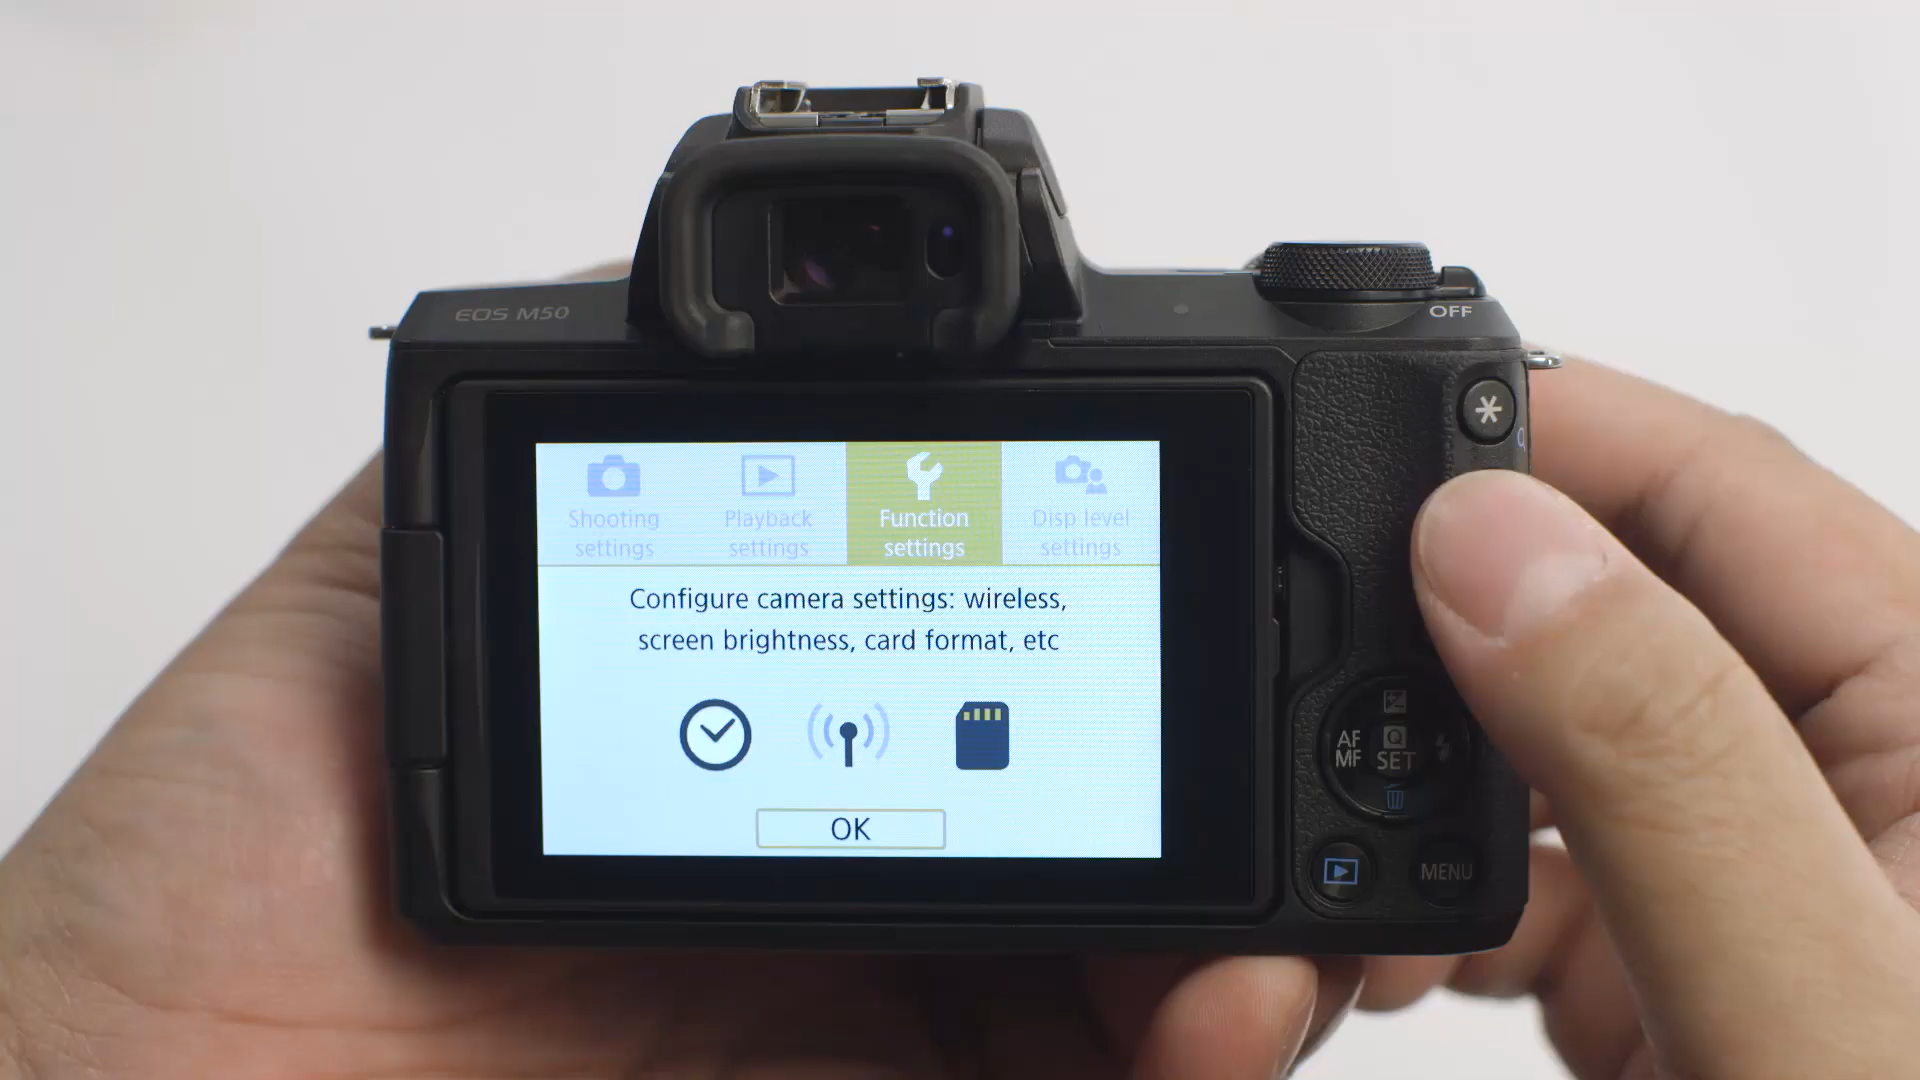 EOS M50
OFF
Shooting
settings
Playback
settings
Function
settings
Disp level
settings
Configure camera settings: wireless,
screen brightness, card format, etc
OK
AF
MF
Q
SET
MENU